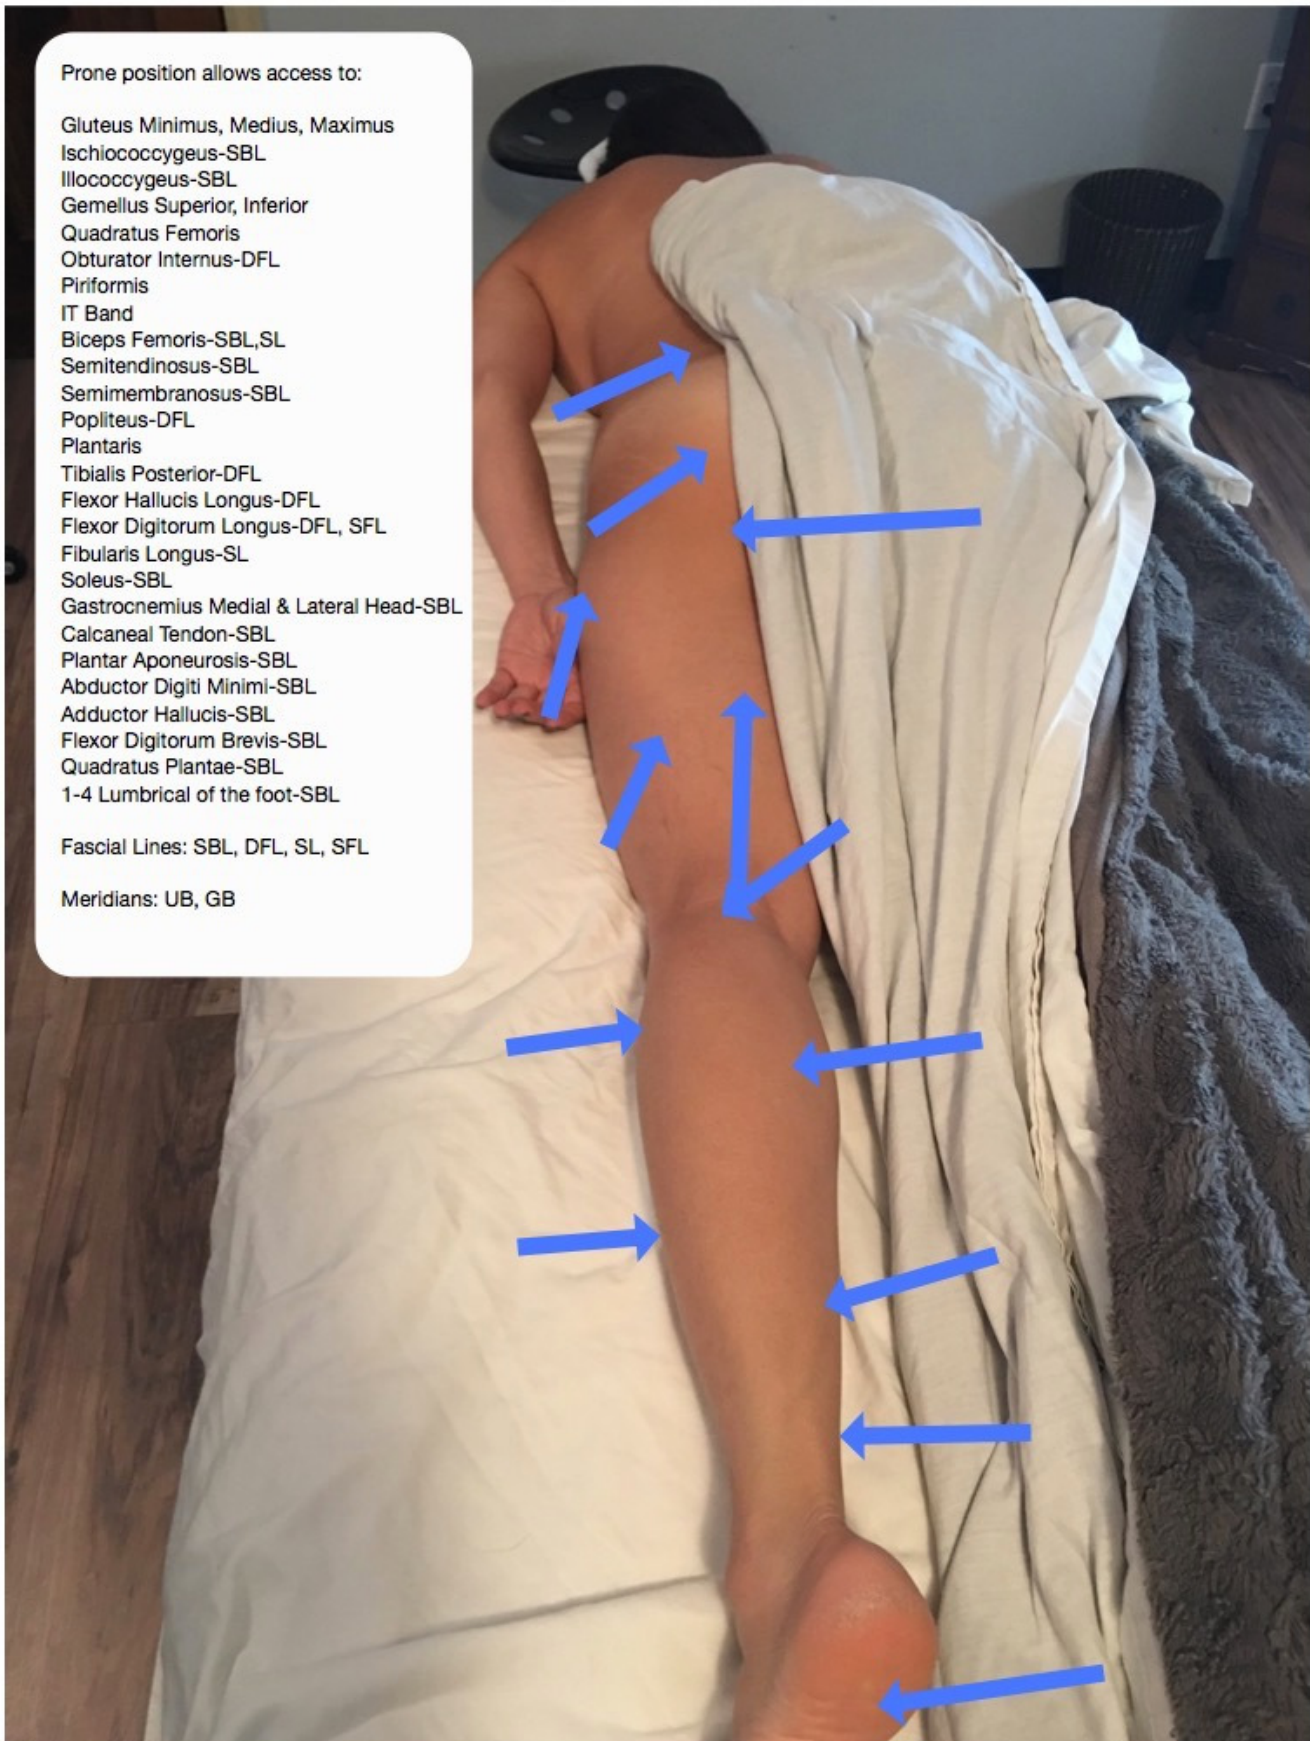 Prone position allows access to:
Gluteus Minimus, Medius, Maximus
Ischiococcygeus-SBL
Illococcygeus-SBL
Gemellus Superior, Inferior
Quadratus Femoris
Obturator Internus-DFL
Piriformis
IT Band
Biceps Femoris-SBL,SL
Semitendinosus-SBL
Semimembranosus-SBL
Popliteus-DFL
Plantaris
Tibialis Posterior-DFL
Flexor Hallucis Longus-DFL
Flexor Digitorum Longus-DFL, SFL
Fibularis Longus-SL
Soleus-SBL
Gastrocnemius Medial & Lateral Head-SBL
Calcaneal Tendon-SBL
Plantar Aponeurosis-SBL
Abductor Digiti Minimi-SBL
Adductor Hallucis-SBL
Flexor Digitorum Brevis-SBL
Quadratus Plantae-SBL
1-4 Lumbrical of the foot-SBL
Fascial Lines: SBL, DFL, SL, SFL
Meridians: UB, GB